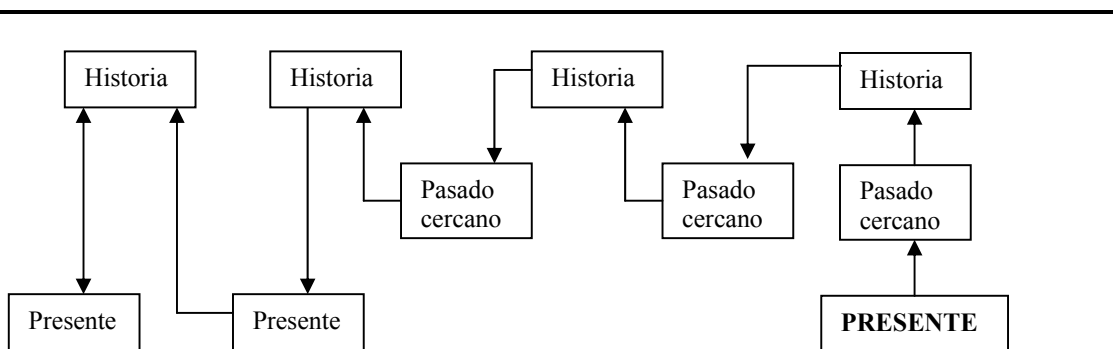 Historia
Historia
Historia
Historia
Pasado
cercano
Pasado
cercano
Pasado
cercano
Presente
Presente
PRESENTE